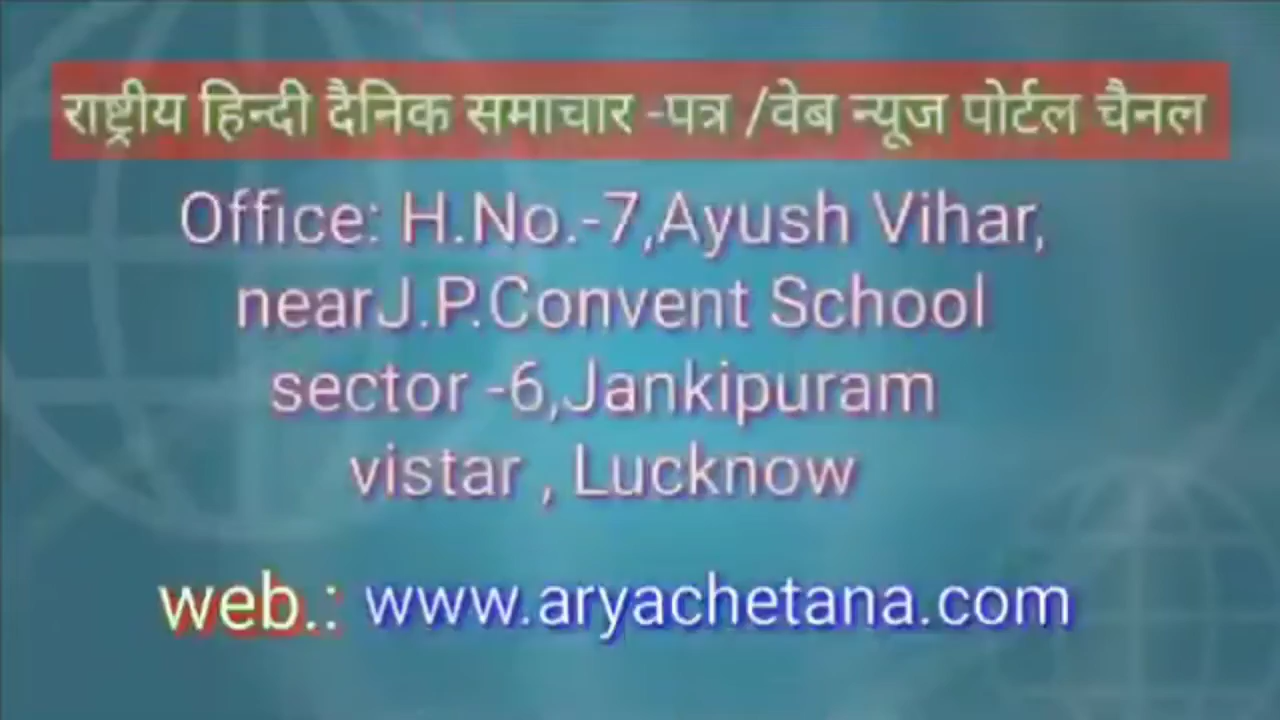 राष्ट्रीय हिन्दी दैनिक समाचार -पत्र /वेब न्यूज पोर्टल चैनल
Office: H.No.-7,Ayush Vihar,
nearJ.P.Convent School
sector -6,Jankipuram
vistar , Lucknow
web.: www.aryachetana.com